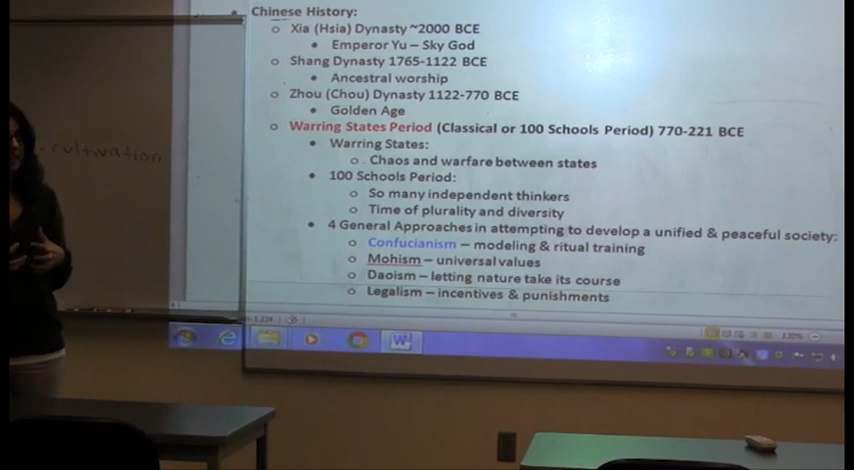 • Chinese History:
o Xia (Hsia) Dynasty ~2000 BCE
• Emperor Yu – Sky God
o Shang Dynasty 1765-1122 BCE
• Ancestral worship
o Zhou (Chou) Dynasty 1122-770 BCE
• Golden Age
o Warring States Period (Classical or 100 Schools Period) 770-221 BCE
• Warring States:
o Chaos and warfare between states
• 100 Schools Period:
o So many independent thinkers
o Time of plurality and diversity
• 4 General Approaches in attempting to develop a unified & peaceful society:
o Confucianism – modeling & ritual training
o Mohism – universal values
o Daoism – letting nature take its course
o Legalism – incentives & punishments
cultivation
120%